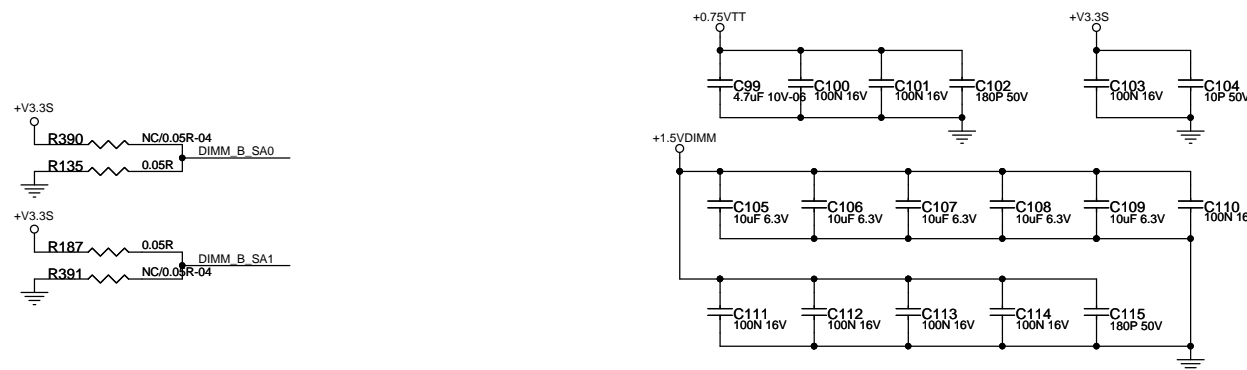 +V3.3S
R390
NC/0.05R-04
DIMM_B_SA0
R135
0.05R
+V3.3S
R187
0.05R
DIMM_B_SA1
R391
NC/0.05R-04
+0.75VTT
C99
4.7uF 10V-06
C100
100N 16V
C101
100N 16V
C102
180P 50V
+V3.3S
C103
100N 16V
C104
10P 50V
+1.5VDIMM
C105
10uF 6.3V
C106
10uF 6.3V
C107
10uF 6.3V
C108
10uF 6.3V
C109
10uF 6.3V
C110
100N 16
C111
100N 16V
C112
100N 16V
C113
100N 16V
C114
100N 16V
C115
180P 50V